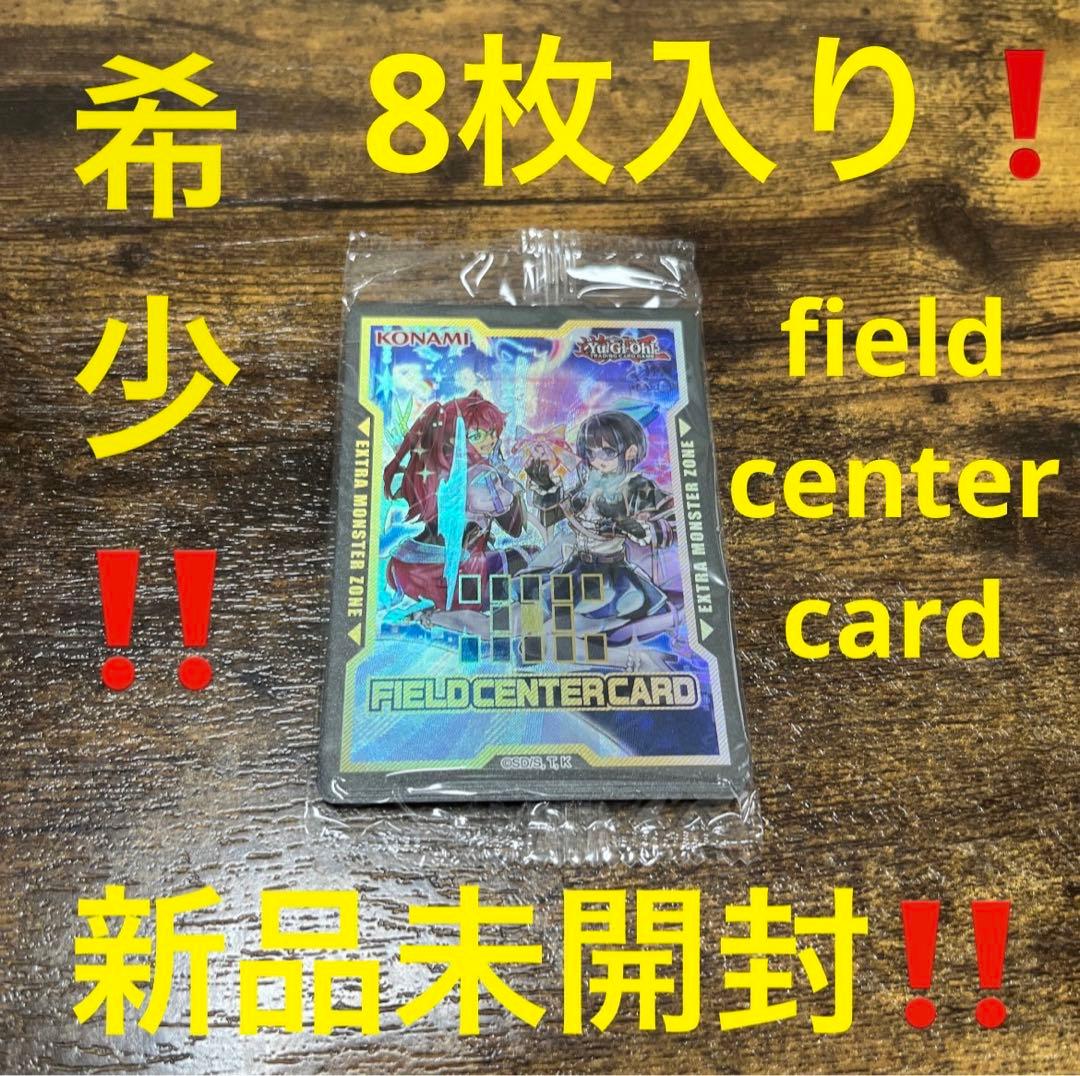 希少‼️
8枚入り❗
field
center
card
KONAMI
Yu-Gi-Oh!
TRADING CARD GAME
EXTRA MONSTER ZONE
EXTRA MONSTER ZONE
FIELD CENTER CARD
©SD/S, T, K
新品未開封‼️